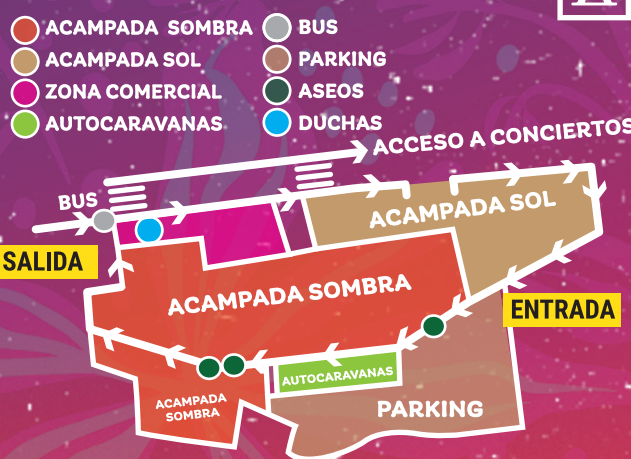 ACAMPADA SOMBRA
BUS
ACAMPADA SOL
PARKING
ZONA COMERCIAL
ASEOS
AUTOCARAVANAS
DUCHAS
ACCESO A CONCIERTOS
BUS
ACAMPADA SOL
SALIDA
ACAMPADA SOMBRA
ENTRADA
AUTOCARAVANAS
ACAMPADA
SOMBRA
PARKING